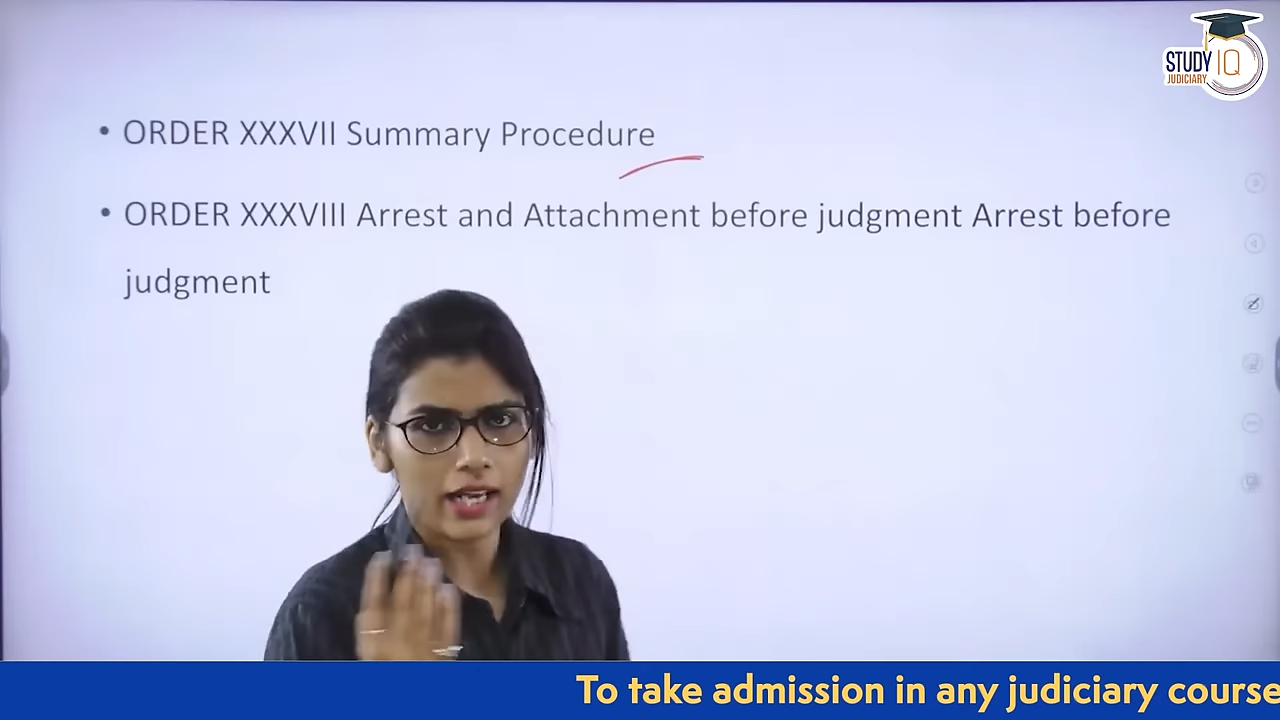 STUDY IQ
JUDICIARY
• ORDER XXXVII Summary Procedure
• ORDER XXXVIII Arrest and Attachment before judgment Arrest before
judgment
To take admission in any judiciary course